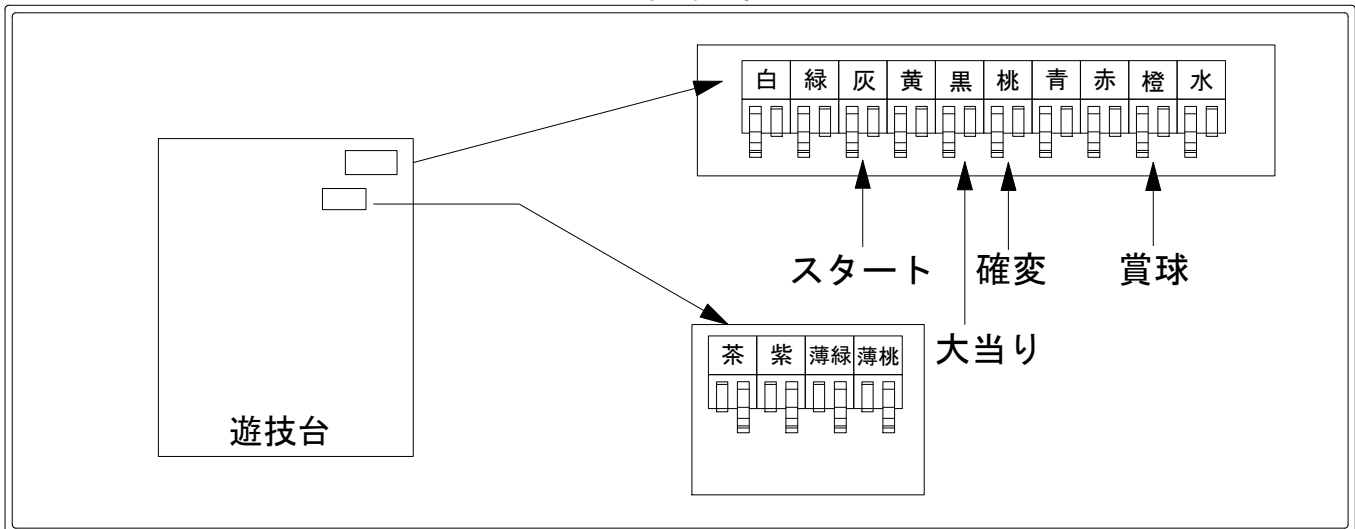 白 緑 灰 黄 黒 桃 青 赤 橙 水
スタート 確変 賞球
大当り
茶 紫 薄緑 薄桃
遊技台